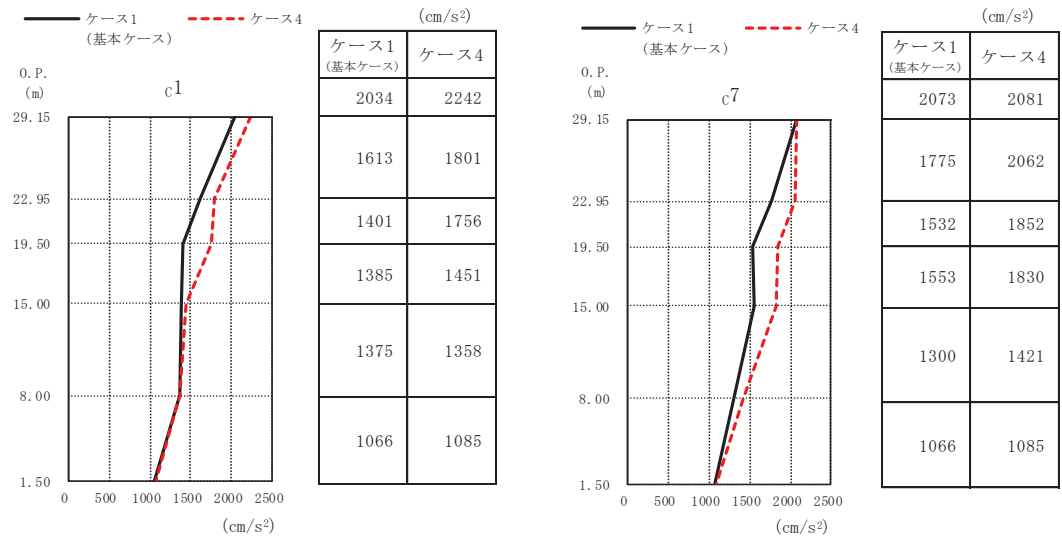 ケース1 ケース4
(基本ケース)
(cm/s²)
ケース1 ケース4
(基本ケース)
O.P.
(m)
C1
2034 2242
29.15
1613 1801
22.95
1401 1756
19.50
1385 1451
15.00
1375 1358
8.00
1066 1085
1.50
0 500 1000 1500 2000 2500
(cm/s²)
ケース1 ケース4
(基本ケース)
(cm/s²)
ケース1 ケース4
(基本ケース)
O.P.
(m)
C7
2073 2081
29.15
1775 2062
22.95
1532 1852
19.50
1553 1830
15.00
1300 1421
8.00
1066 1085
1.50
0 500 1000 1500 2000 2500
(cm/s²)